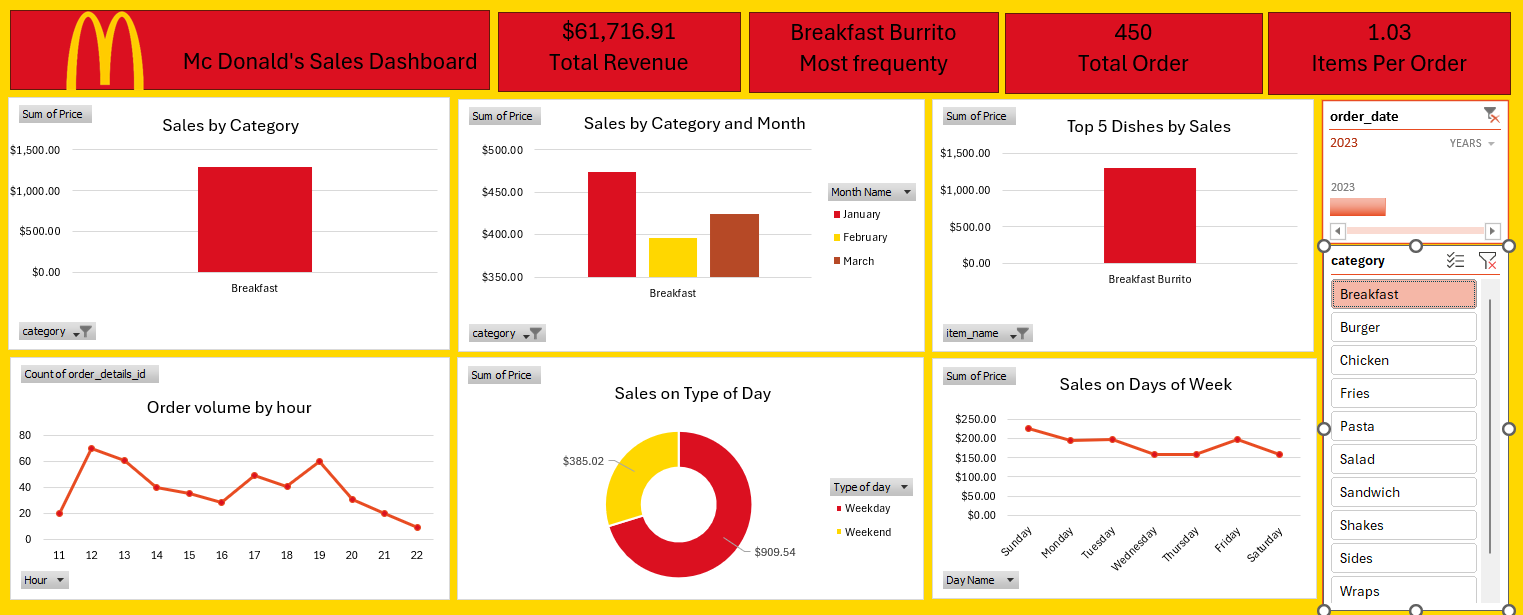 Mc Donald's Sales Dashboard
$61,716.91
Total Revenue
Breakfast Burrito
Most frequenty
450
Total Order
1.03
Items Per Order
Sum of Price
Sales by Category
$1,500.00
$1,000.00
$500.00
$0.00
Breakfast
category
Sum of Price
Sales by Category and Month
$500.00
$450.00
$400.00
$350.00
Breakfast
Month Name
January
February
March
category
Sum of Price
Top 5 Dishes by Sales
$1,500.00
$1,000.00
$500.00
$0.00
Breakfast Burrito
item_name
order_date
2023
YEARS
2023
category
Breakfast
Burger
Chicken
Fries
Pasta
Salad
Sandwich
Shakes
Sides
Wraps
Count of order_details_id
Order volume by hour
80
60
40
20
0
11 12 13 14 15 16 17 18 19 20 21 22
Hour
Sum of Price
Sales on Type of Day
$385.02
$909.54
Type of day
Weekday
Weekend
Sum of Price
Sales on Days of Week
$250.00
$200.00
$150.00
$100.00
$50.00
$0.00
Sunday Monday Tuesday Wednesday Thursday Friday Saturday
Day Name